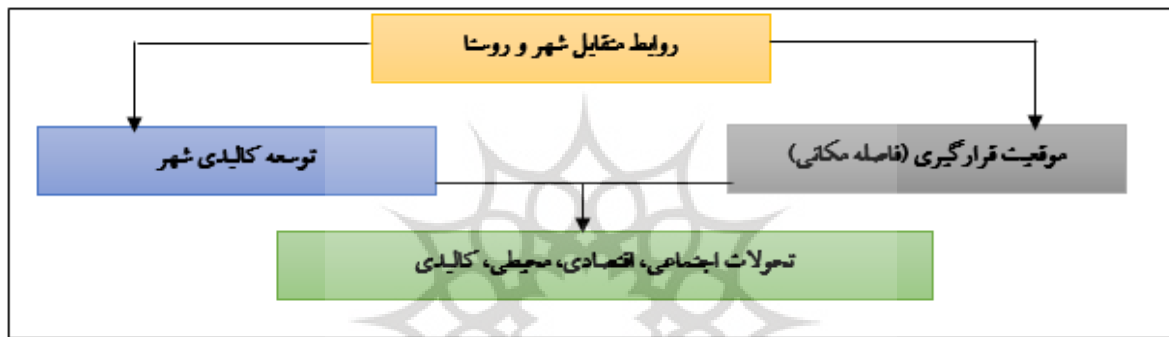 روابط متقابل شهر و روستا
موقعیت قرارگیری (فاصله مکانی)
توسعه کالبدی شهر
تحولات اجتماعی، اقتصادی، محیطی، کالبدی